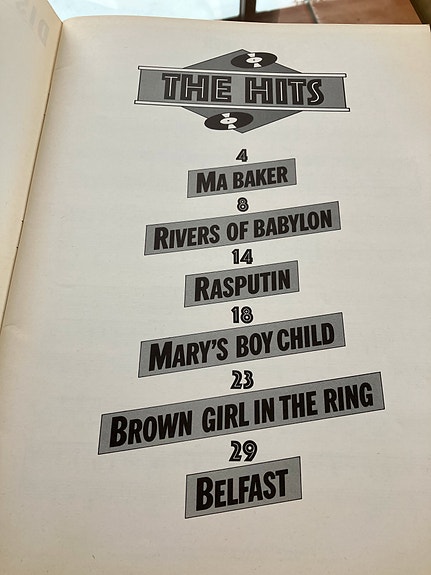 THE HITS
4
MA BAKER
8
RIVERS OF BABYLON
14
RASPUTIN
18
MARY'S BOY CHILD
23
BROWN GIRL IN THE RING
29
BELFAST